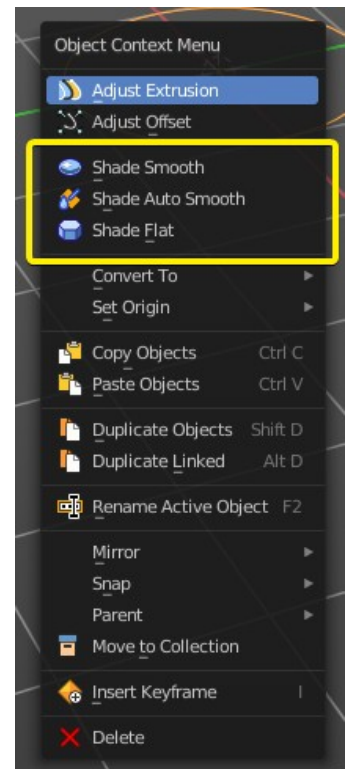 Object Context Menu
Adjust Extrusion
Adjust Offset
Shade Smooth
Shade Auto Smooth
Shade Flat
Convert To
Set Origin
Copy Objects Ctrl C
Paste Objects Ctrl V
Duplicate Objects Shift D
Duplicate Linked Alt D
Rename Active Object F2
Mirror
Snap
Parent
Move to Collection
Insert Keyframe I
Delete